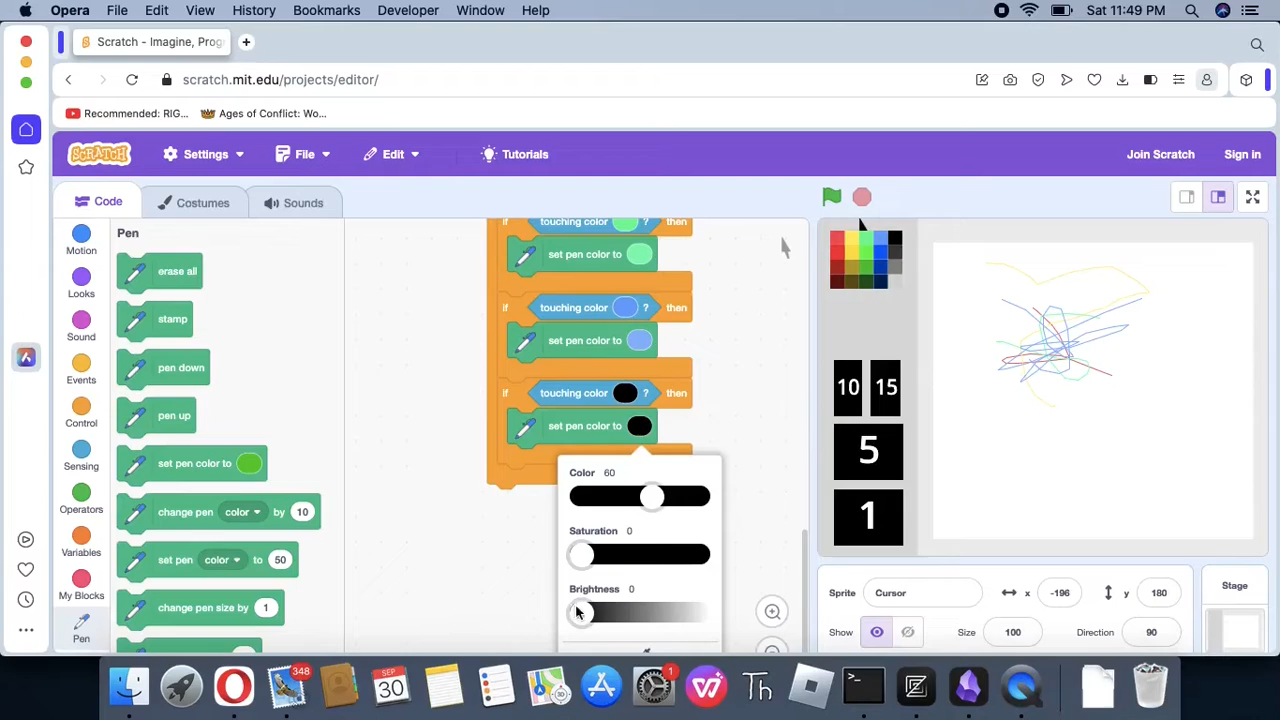 Opera File Edit View History Bookmarks Developer Window Help Sat 11:49 PM
Scratch - Imagine, Prog
scratch.mit.edu/projects/editor/
Recommended: RIG... Ages of Conflict: Wo...
SCRATCH Settings File Edit Tutorials Join Scratch Sign in
Code Costumes Sounds
Motion
Looks
Sound
Events
Control
Sensing
Operators
Variables
My Blocks
Pen
Pen
erase all
stamp
pen down
pen up
set pen color to
change pen color by 10
set pen color to 50
change pen size by 1
if touching color ? then
set pen color to
if touching color ? then
set pen color to
if touching color ? then
set pen color to
Color 60
Saturation 0
Brightness 0
10 15
5
1
Sprite Cursor x -196 y 180
Show Size 100 Direction 90
Stage
348
SEP
30
1
Th
>_